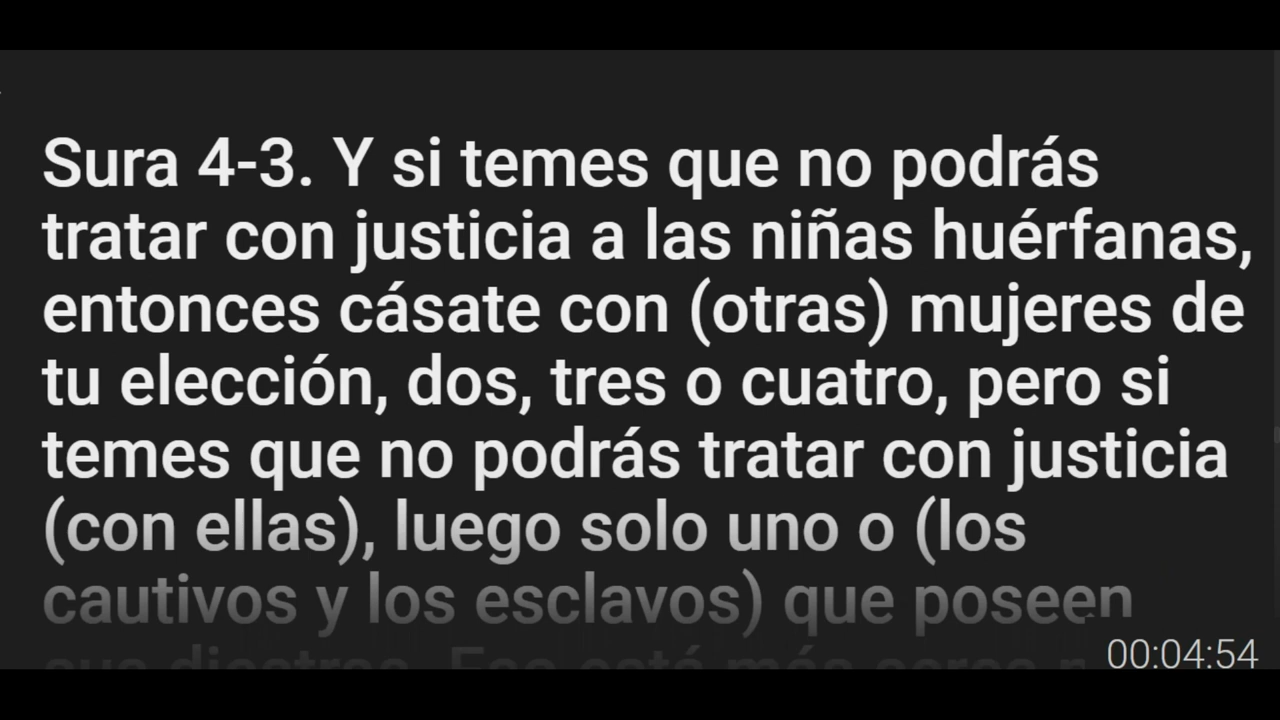 Sura 4-3. Y si temes que no podrás
tratar con justicia a las niñas huérfanas,
entonces cásate con (otras) mujeres de
tu elección, dos, tres o cuatro, pero si
temes que no podrás tratar con justicia
(con ellas), luego solo uno o (los
cautivos y los esclavos) que poseen
00:04:54